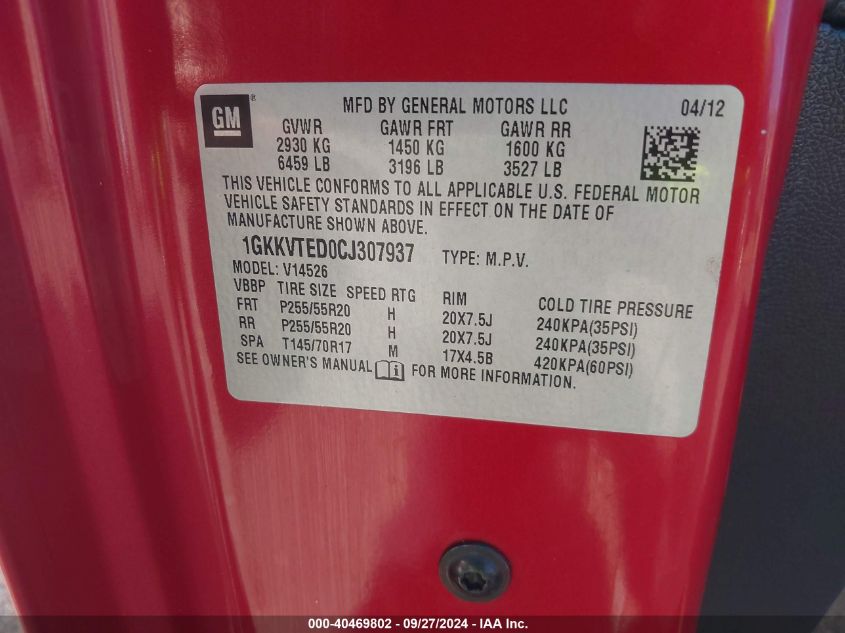 GM® MFD BY GENERAL MOTORS LLC 04/12
GVWR GAWR FRT GAWR RR
2930 KG 1450 KG 1600 KG
6459 LB 3196 LB 3527 LB
THIS VEHICLE CONFORMS TO ALL APPLICABLE U.S. FEDERAL MOTOR
VEHICLE SAFETY STANDARDS IN EFFECT ON THE DATE OF
MANUFACTURE SHOWN ABOVE.
1GKKVTED0CJ307937 TYPE: M.P.V.
MODEL: V14526
VBBP TIRE SIZE SPEED RTG RIM COLD TIRE PRESSURE
FRT P255/55R20 H 20X7.5J 240KPA(35PSI)
RR P255/55R20 H 20X7.5J 240KPA(35PSI)
SPA T145/70R17 M 17X4.5B 420KPA(60PSI)
SEE OWNER'S MANUAL i FOR MORE INFORMATION.
000-40469802 - 09/27/2024 - IAA Inc.